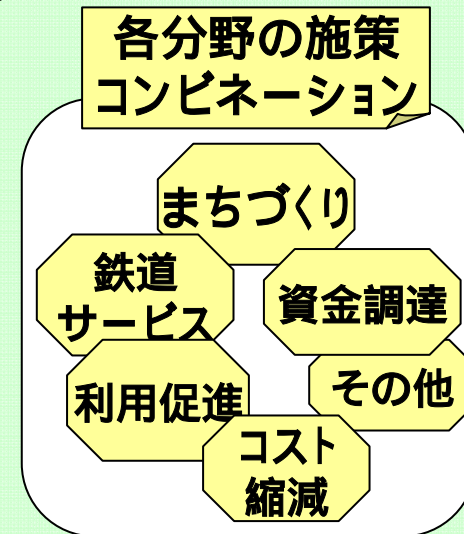 各分野の施策
コンビネーション
まちづくり
鉄道
サービス
資金調達
利用促進
その他
コスト
縮減